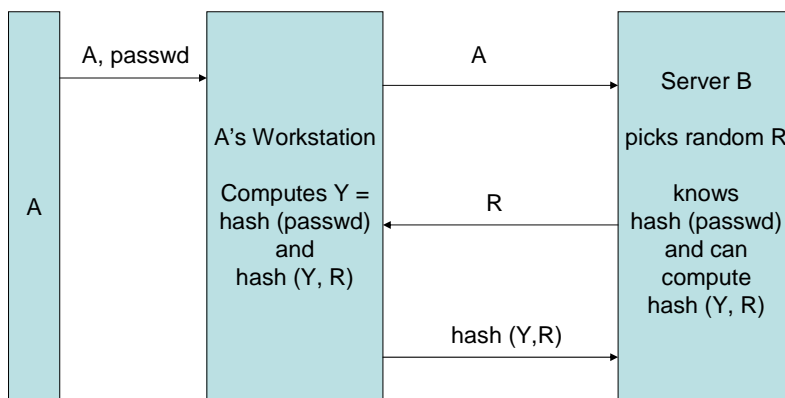 A
A, passwd
A's Workstation
Computes Y =
hash (passwd)
and
hash (Y, R)
A
R
hash (Y,R)
Server B
picks random R
knows
hash (passwd)
and can
compute
hash (Y, R)